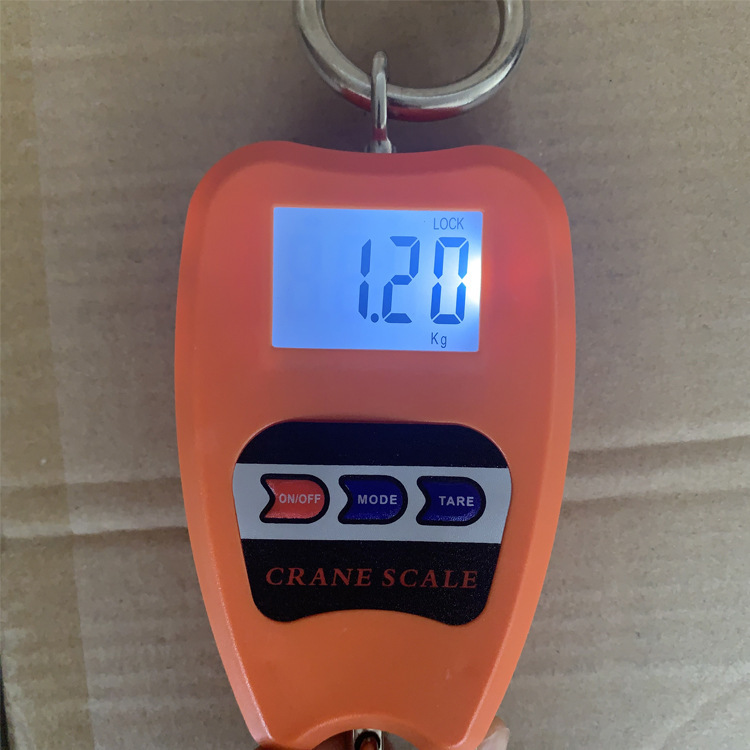 LOCK
1.20
Kg
ON/OFF MODE TARE
CRANE SCALE